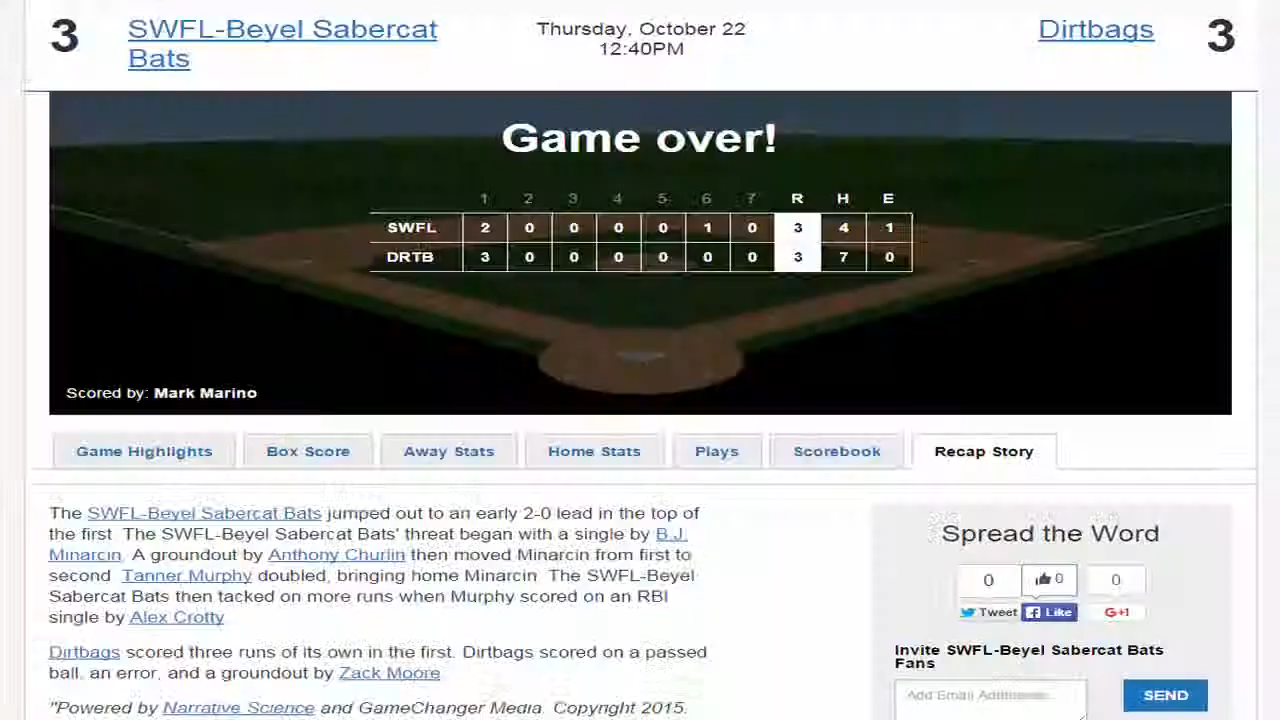 3 SWFL-Beyel Sabercat Bats
Thursday, October 22
12:40PM
Dirtbags 3
Game over!
1 2 3 4 5 6 7 R H E
SWFL 2 0 0 0 0 1 0 3 4 1
DRTB 3 0 0 0 0 0 0 3 7 0
Scored by: Mark Marino
Game Highlights Box Score Away Stats Home Stats Plays Scorebook Recap Story
The SWFL-Beyel Sabercat Bats jumped out to an early 2-0 lead in the top of
the first The SWFL-Beyel Sabercat Bats' threat began with a single by B.J.
Minarcin. A groundout by Anthony Churlin then moved Minarcin from first to
second Tanner Murphy doubled, bringing home Minarcin The SWFL-Beyel
Sabercat Bats then tacked on more runs when Murphy scored on an RBI
single by Alex Crotty
Dirtbags scored three runs of its own in the first. Dirtbags scored on a passed
ball, an error, and a groundout by Zack Moore
"Powered by Narrative Science and GameChanger Media. Copyright 2015.
Spread the Word
0 0 0
Tweet Like G+1
Invite SWFL-Beyel Sabercat Bats
Fans
Add Email Addresses...
SEND